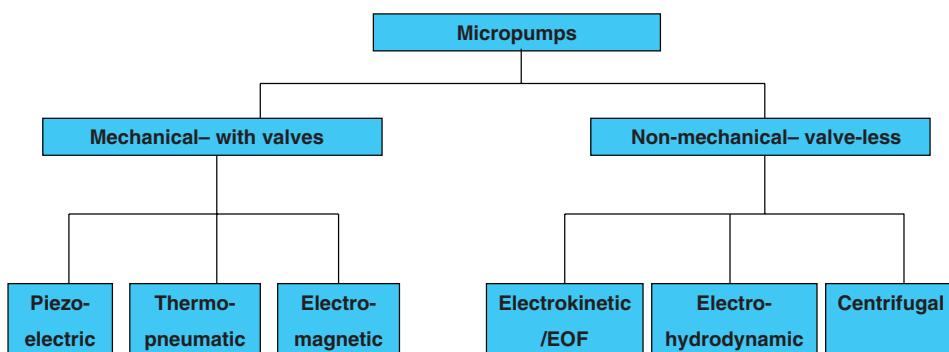 Micropumps
Mechanical– with valves
Non-mechanical– valve-less
Piezo-
electric
Thermo-
pneumatic
Electro-
magnetic
Electrokinetic
/EOF
Electro-
hydrodynamic
Centrifugal